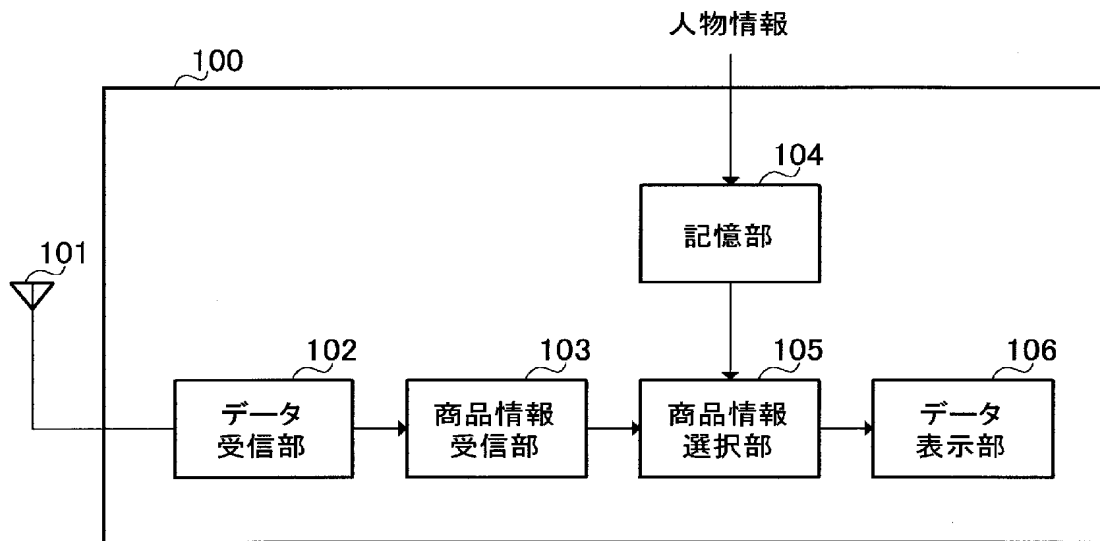 人物情報
100
104
記憶部
101
102
103
105
106
データ
受信部
商品情報
受信部
商品情報
選択部
データ
表示部